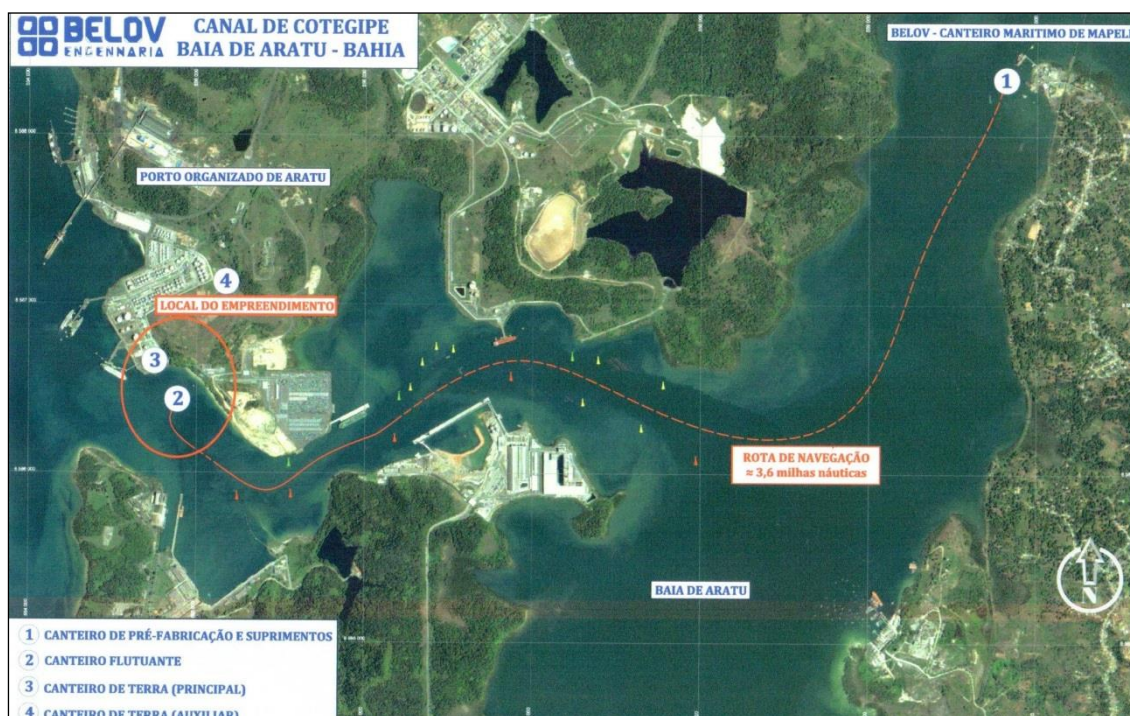 BELOV
ENGENHARIA
CANAL DE COTEGIPE
BAIA DE ARATU - BAHIA
BELOV - CANTEIRO MARITIMO DE MAPELE
1
PORTO ORGANIZADO DE ARATU
4
LOCAL DO EMPREENDIMENTO
3
2
ROTA DE NAVEGAÇÃO
≈ 3,6 milhas náuticas
BAIA DE ARATU
N
1 CANTEIRO DE PRÉ-FABRICAÇÃO E SUPRIMENTOS
2 CANTEIRO FLUTUANTE
3 CANTEIRO DE TERRA (PRINCIPAL)
4 CANTEIRO DE TERRA (AUXILIAR)